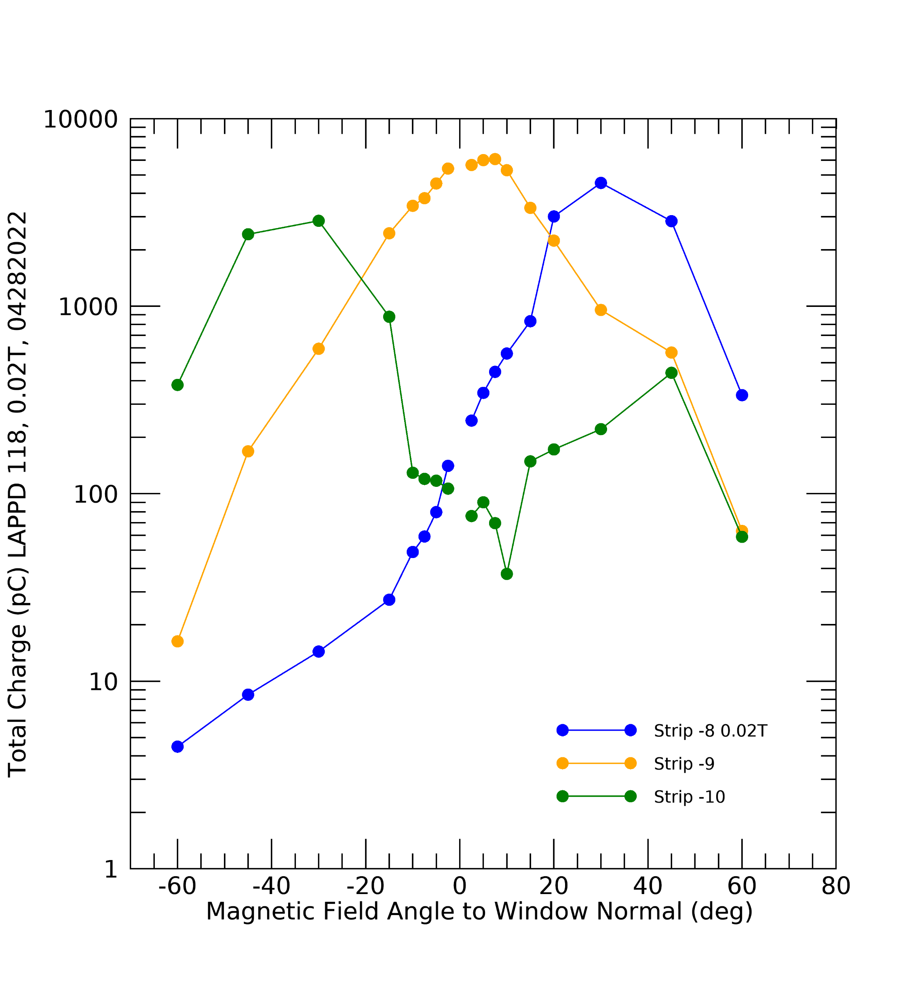 10000
1000
100
10
1
Total Charge (pC) LAPPD 118, 0.02T, 04282022
Strip -8 0.02T
Strip -9
Strip -10
-60 -40 -20 0 20 40 60 80
Magnetic Field Angle to Window Normal (deg)